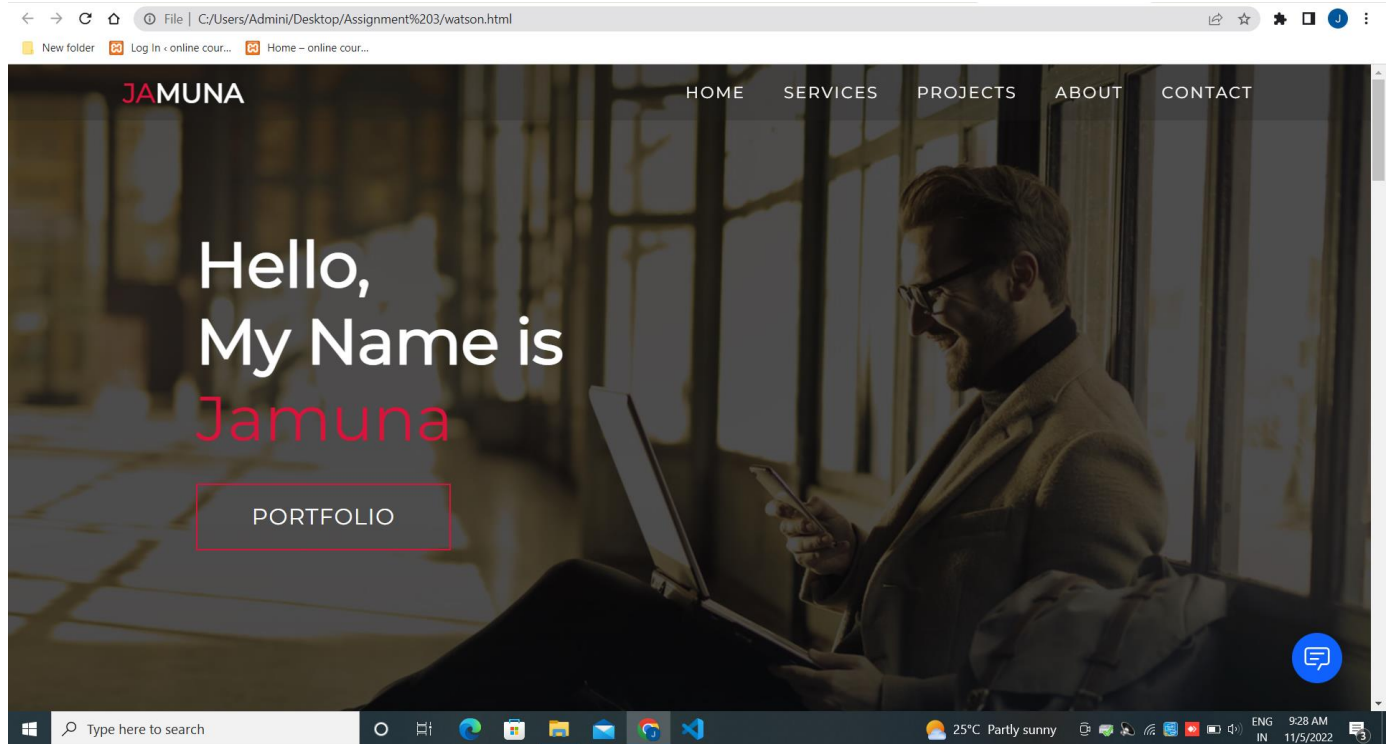 File | C:/Users/Admini/Desktop/Assignment%203/watson.html
J
New folder Log In ‹ online cour... Home – online cour...
JAMUNA HOME SERVICES PROJECTS ABOUT CONTACT
Hello,
My Name is
Jamuna
PORTFOLIO
Type here to search
25°C Partly sunny
ENG
IN
9:28 AM
11/5/2022
3